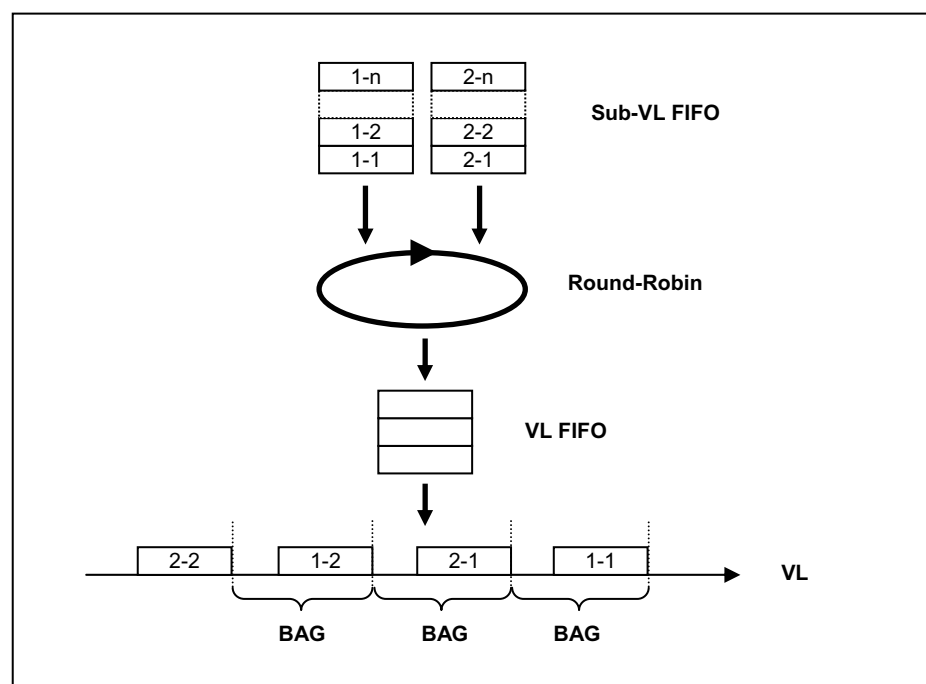 1-n 2-n
Sub-VL FIFO
1-2 2-2
1-1 2-1
Round-Robin
VL FIFO
2-2 1-2 2-1 1-1 VL
BAG BAG BAG